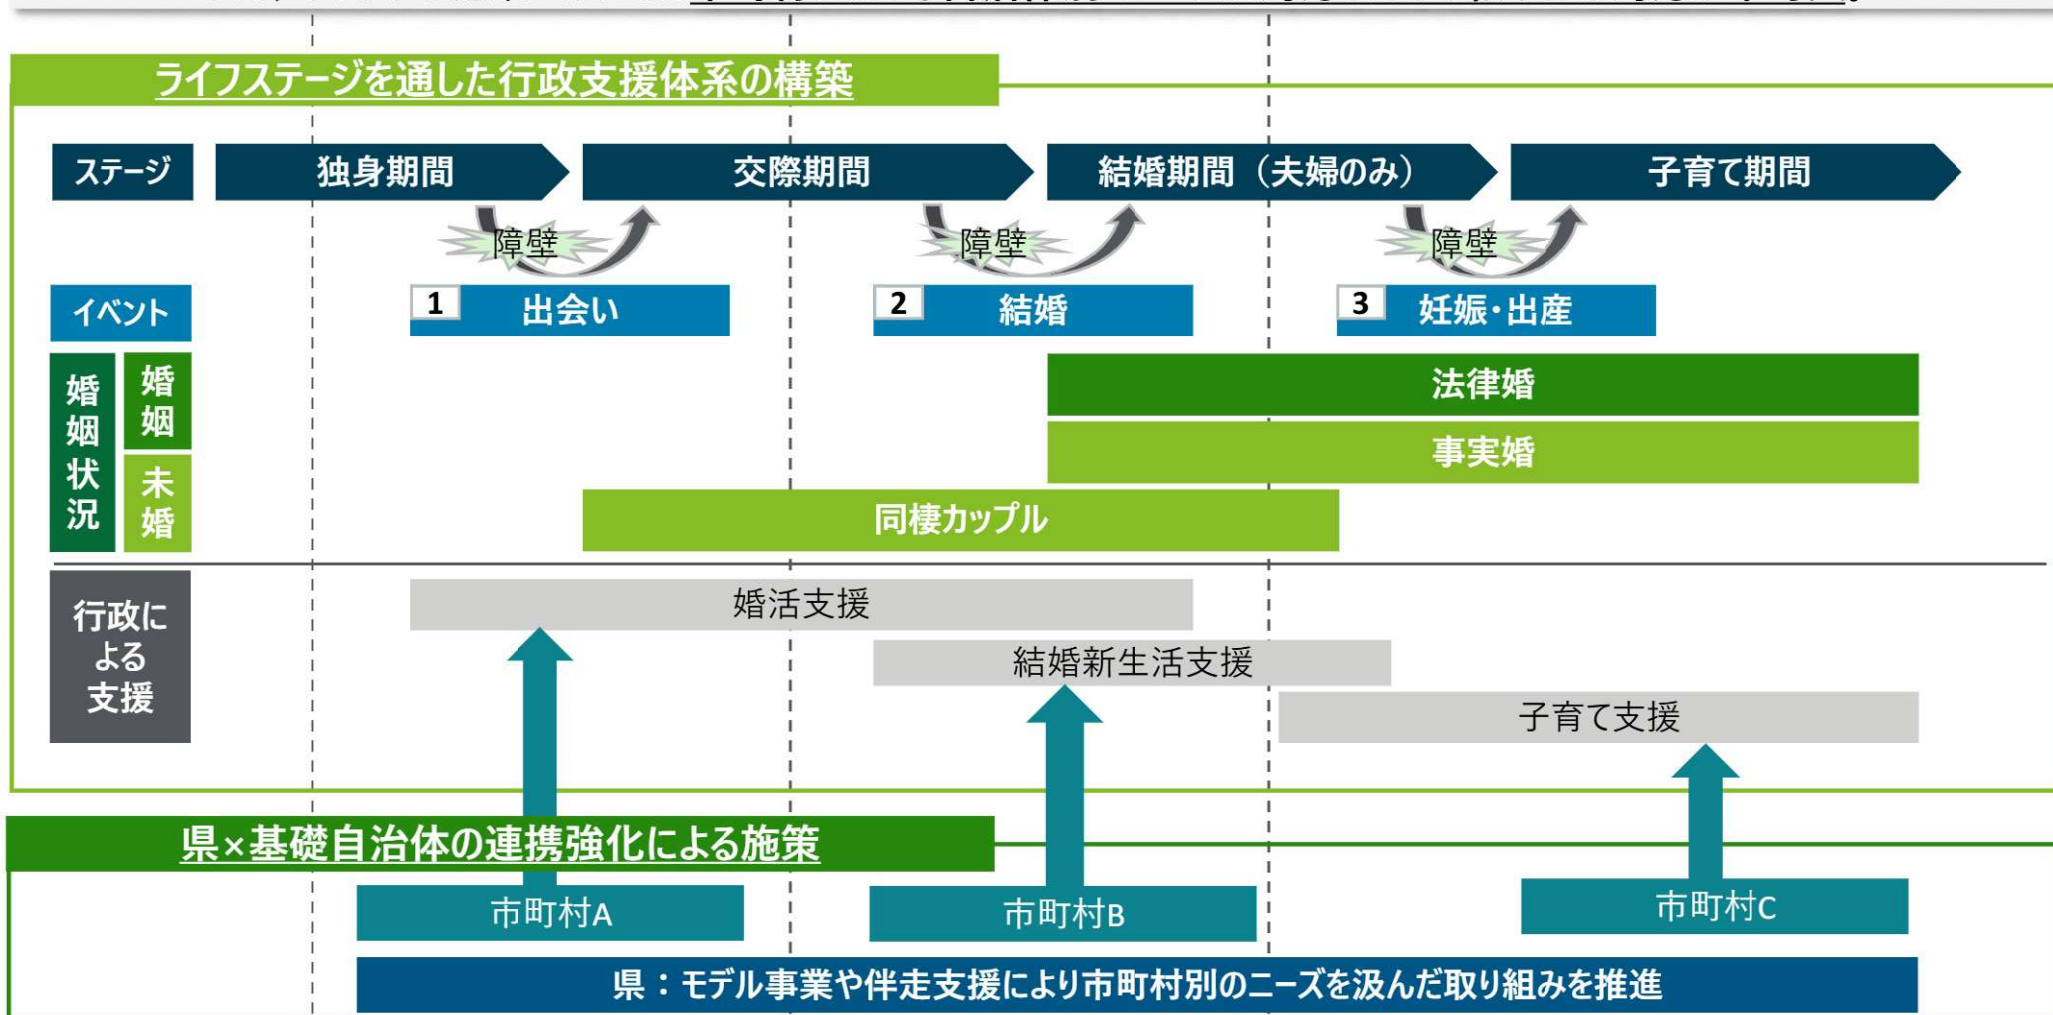 ライフステージを通した行政支援体系の構築
ステージ
独身期間
交際期間
結婚期間（夫婦のみ）
子育て期間
障壁
障壁
障壁
イベント
1 出会い
2 結婚
3 妊娠・出産
婚姻状況
婚姻
未婚
法律婚
事実婚
同棲カップル
行政に
よる
支援
婚活支援
結婚新生活支援
子育て支援
県×基礎自治体の連携強化による施策
市町村A
市町村B
市町村C
県：モデル事業や伴走支援により市町村別のニーズを汲んだ取り組みを推進